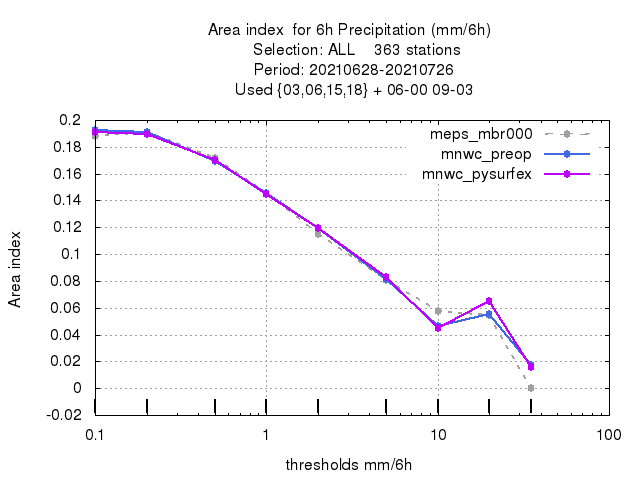 Area index  for 6h Precipitation (mm/6h)
Selection: ALL    363 stations
Period: 20210628-20210726
Used {03,06,15,18} + 06-00 09-03
meps_mbr000
mnwc_preop
mnwc_pysurfex
0.2
0.18
0.16
0.14
0.12
0.1
0.08
0.06
0.04
0.02
0
-0.02
Area index
0.1
1
10
100
thresholds mm/6h